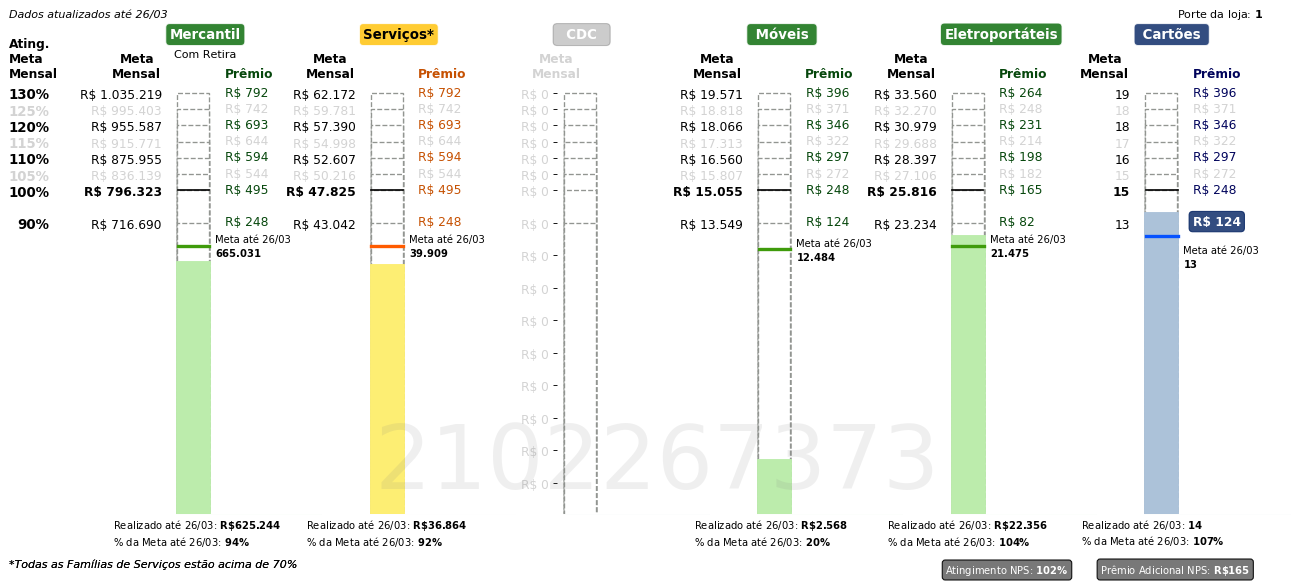 Dados atualizados até 26/03
Porte da loja: 1
Mercantil
Serviços*
CDC
Móveis
Eletroportáteis
Cartões
Ating. Meta Mensal
Com Retira
Meta Mensal Prêmio
Meta Mensal Prêmio
Meta Mensal
Meta Mensal Prêmio
Meta Mensal Prêmio
Meta Mensal Prêmio
130% R$ 1.035.219 R$ 792 R$ 62.172 R$ 792 R$ 0 R$ 19.571 R$ 396 R$ 33.560 R$ 264 19 R$ 396
125% R$ 995.403 R$ 742 R$ 59.781 R$ 742 R$ 0 R$ 18.818 R$ 371 R$ 32.270 R$ 248 18 R$ 371
120% R$ 955.587 R$ 693 R$ 57.390 R$ 693 R$ 0 R$ 18.066 R$ 346 R$ 30.979 R$ 231 18 R$ 346
115% R$ 915.771 R$ 644 R$ 54.998 R$ 644 R$ 0 R$ 17.313 R$ 322 R$ 29.688 R$ 214 17 R$ 322
110% R$ 875.955 R$ 594 R$ 52.607 R$ 594 R$ 0 R$ 16.560 R$ 297 R$ 28.397 R$ 198 16 R$ 297
105% R$ 836.139 R$ 544 R$ 50.216 R$ 544 R$ 0 R$ 15.807 R$ 272 R$ 27.106 R$ 182 15 R$ 272
100% R$ 796.323 R$ 495 R$ 47.825 R$ 495 R$ 0 R$ 15.055 R$ 248 R$ 25.816 R$ 165 15 R$ 248
90% R$ 716.690 R$ 248 R$ 43.042 R$ 248 R$ 0 R$ 13.549 R$ 124 R$ 23.234 R$ 82 13 R$ 124
Meta até 26/03
665.031
Meta até 26/03
39.909
Meta até 26/03
12.484
Meta até 26/03
21.475
Meta até 26/03
13
R$ 0
R$ 0
R$ 0
R$ 0
R$ 0
R$ 0
R$ 0
R$ 0
2102267373
Realizado até 26/03: R$625.244
% da Meta até 26/03: 94%
Realizado até 26/03: R$36.864
% da Meta até 26/03: 92%
Realizado até 26/03: R$2.568
% da Meta até 26/03: 20%
Realizado até 26/03: R$22.356
% da Meta até 26/03: 104%
Realizado até 26/03: 14
% da Meta até 26/03: 107%
*Todas as Famílias de Serviços estão acima de 70%
Atingimento NPS: 102%
Prêmio Adicional NPS: R$165